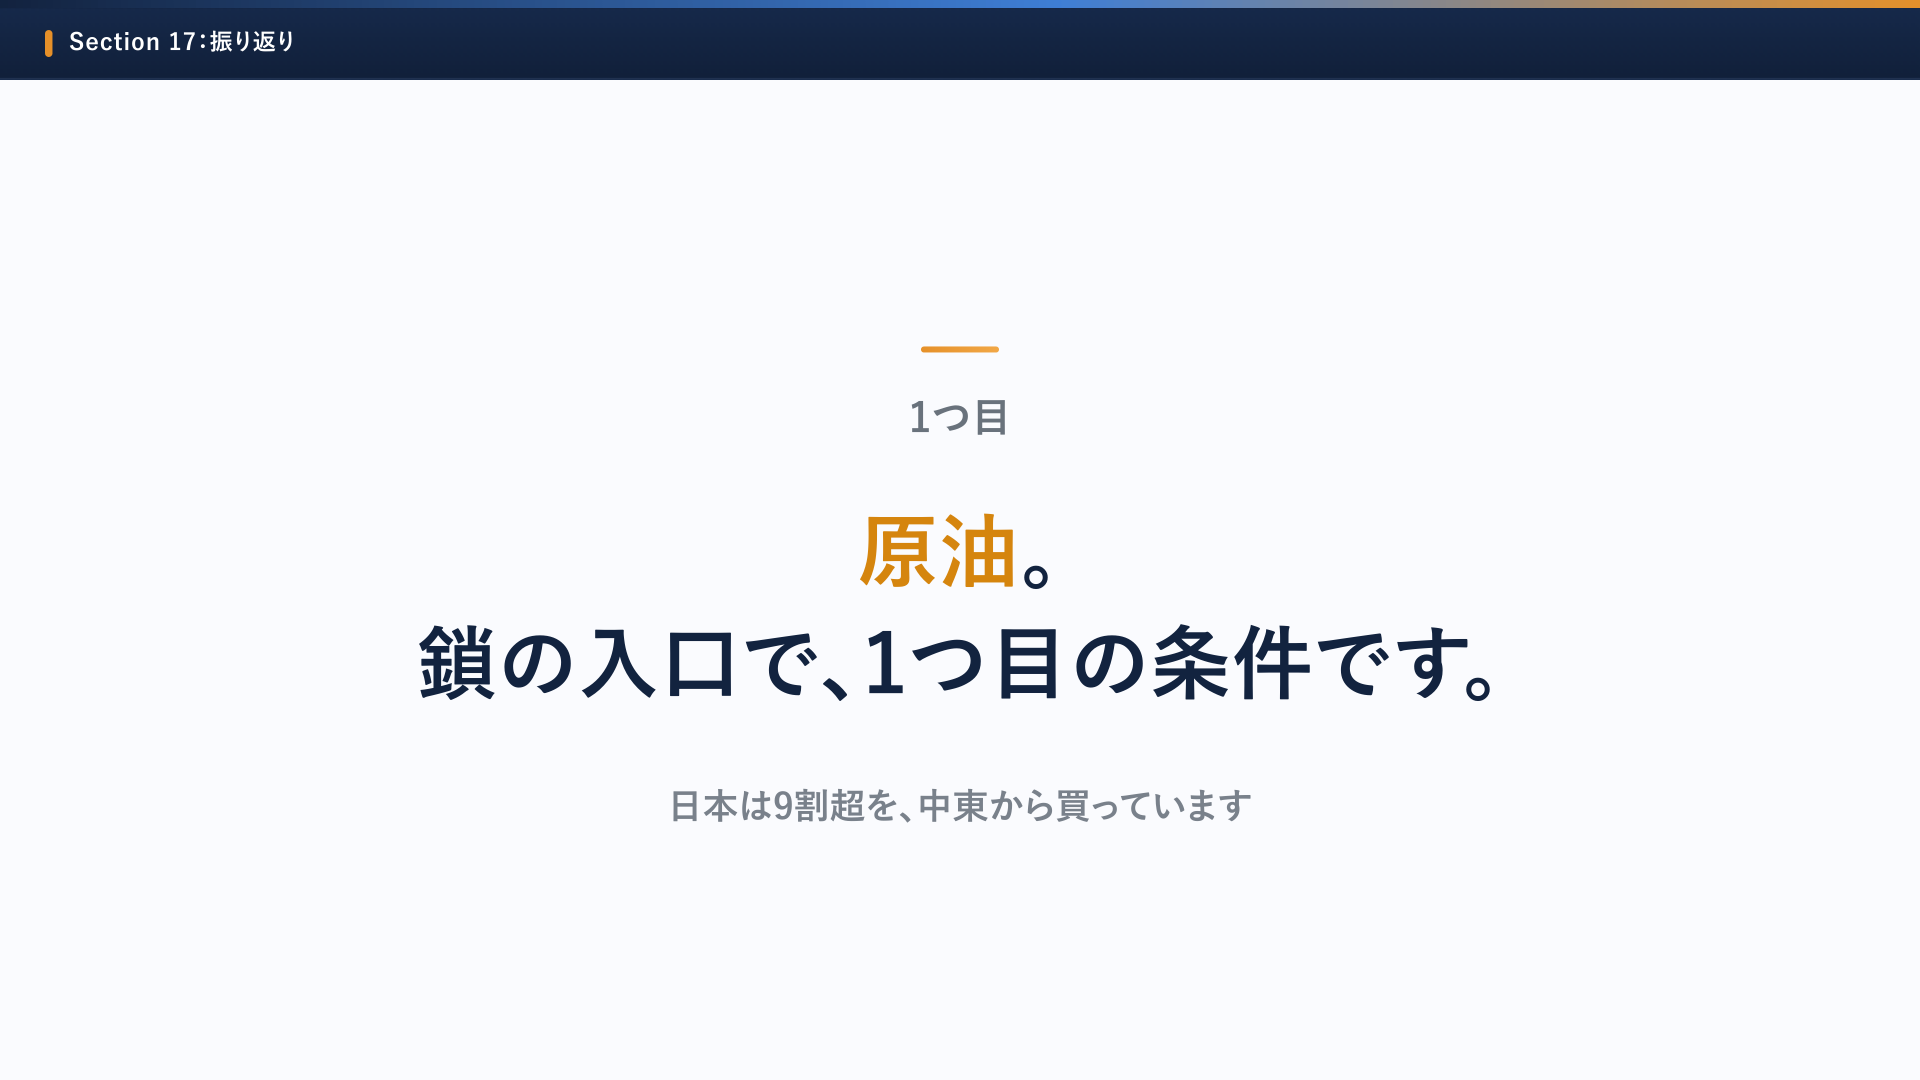 Section 17：振り返り
1つ目
原油。
鎖の入口で、1つ目の条件です。
日本は9割超を、中東から買っています